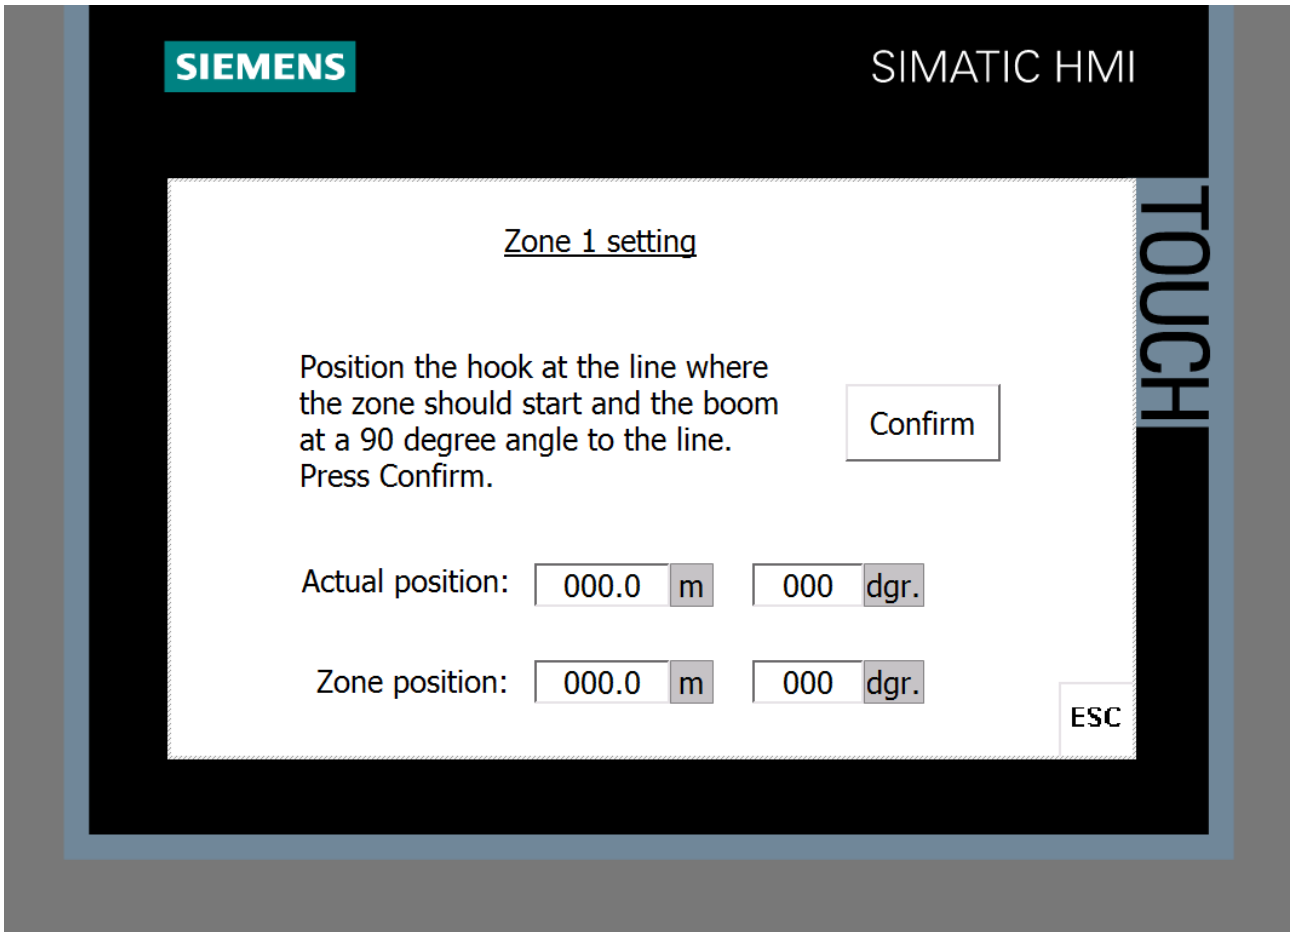 SIEMENS
SIMATIC HMI
TOUCH
Zone 1 setting
Position the hook at the line where
the zone should start and the boom
at a 90 degree angle to the line.
Press Confirm.
Confirm
Actual position: 000.0 m 000 dgr.
Zone position: 000.0 m 000 dgr.
ESC